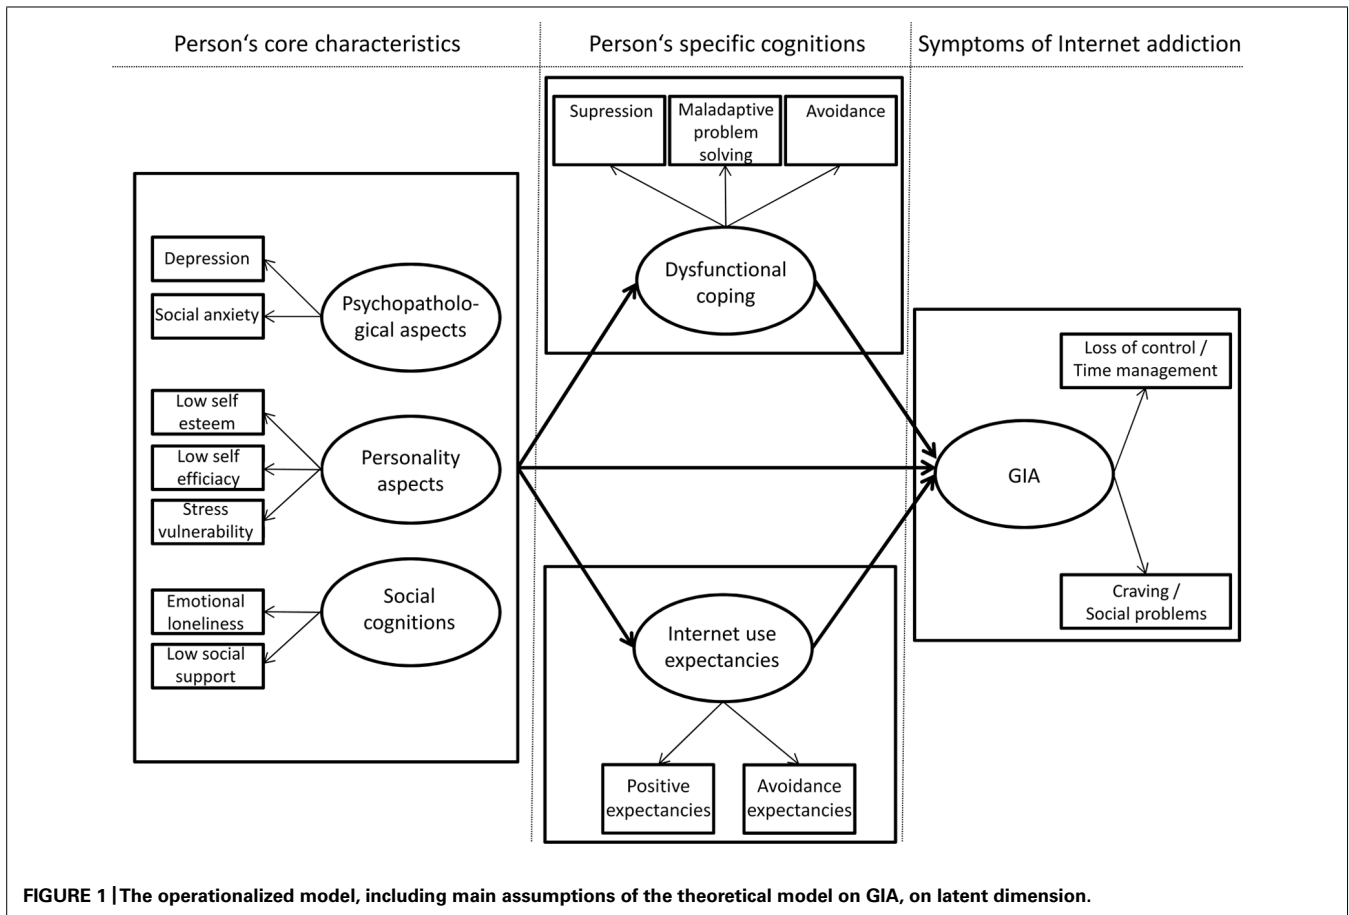 Person‘s core characteristics
Person‘s specific cognitions
Symptoms of Internet addiction
Supression
Maladaptive
problem
solving
Avoidance
Dysfunctional
coping
Depression
Social anxiety
Psychopatholo-
gical aspects
Low self
esteem
Low self
efficiacy
Stress
vulnerability
Personality
aspects
Emotional
loneliness
Low social
support
Social
cognitions
Internet use
expectancies
Positive
expectancies
Avoidance
expectancies
Loss of control /
Time management
GIA
Craving /
Social problems
FIGURE 1 | The operationalized model, including main assumptions of the theoretical model on GIA, on latent dimension.